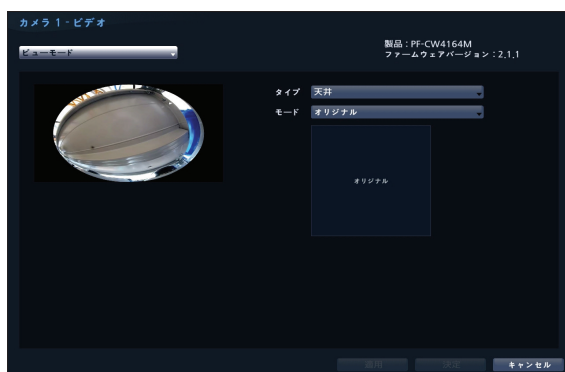 カメラ 1 - ビデオ
ビューモード
製品 : PF-CW4164M
ファームウェアバージョン : 2.1.1
タイプ 天井
モード オリジナル
オリジナル
適用 決定 キャンセル